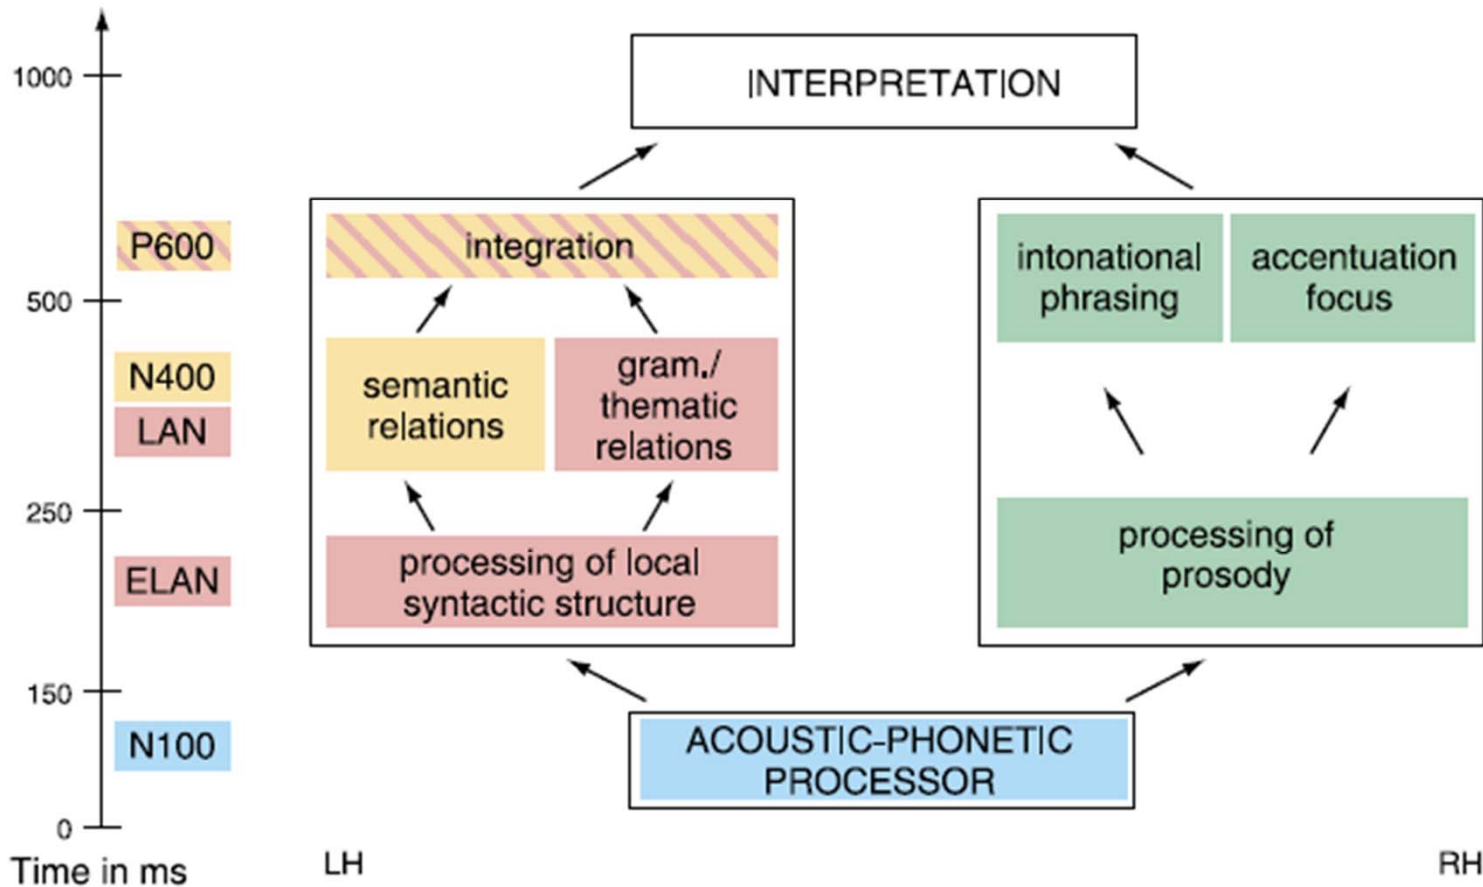 1000
INTERPRETATION
P600
integration
intonational
phrasing
accentuation
focus
500
N400
semantic
relations
gram./
thematic
relations
LAN
250
processing of
prosody
ELAN
processing of local
syntactic structure
150
N100
ACOUSTIC-PHONETIC
PROCESSOR
0
Time in ms
LH
RH